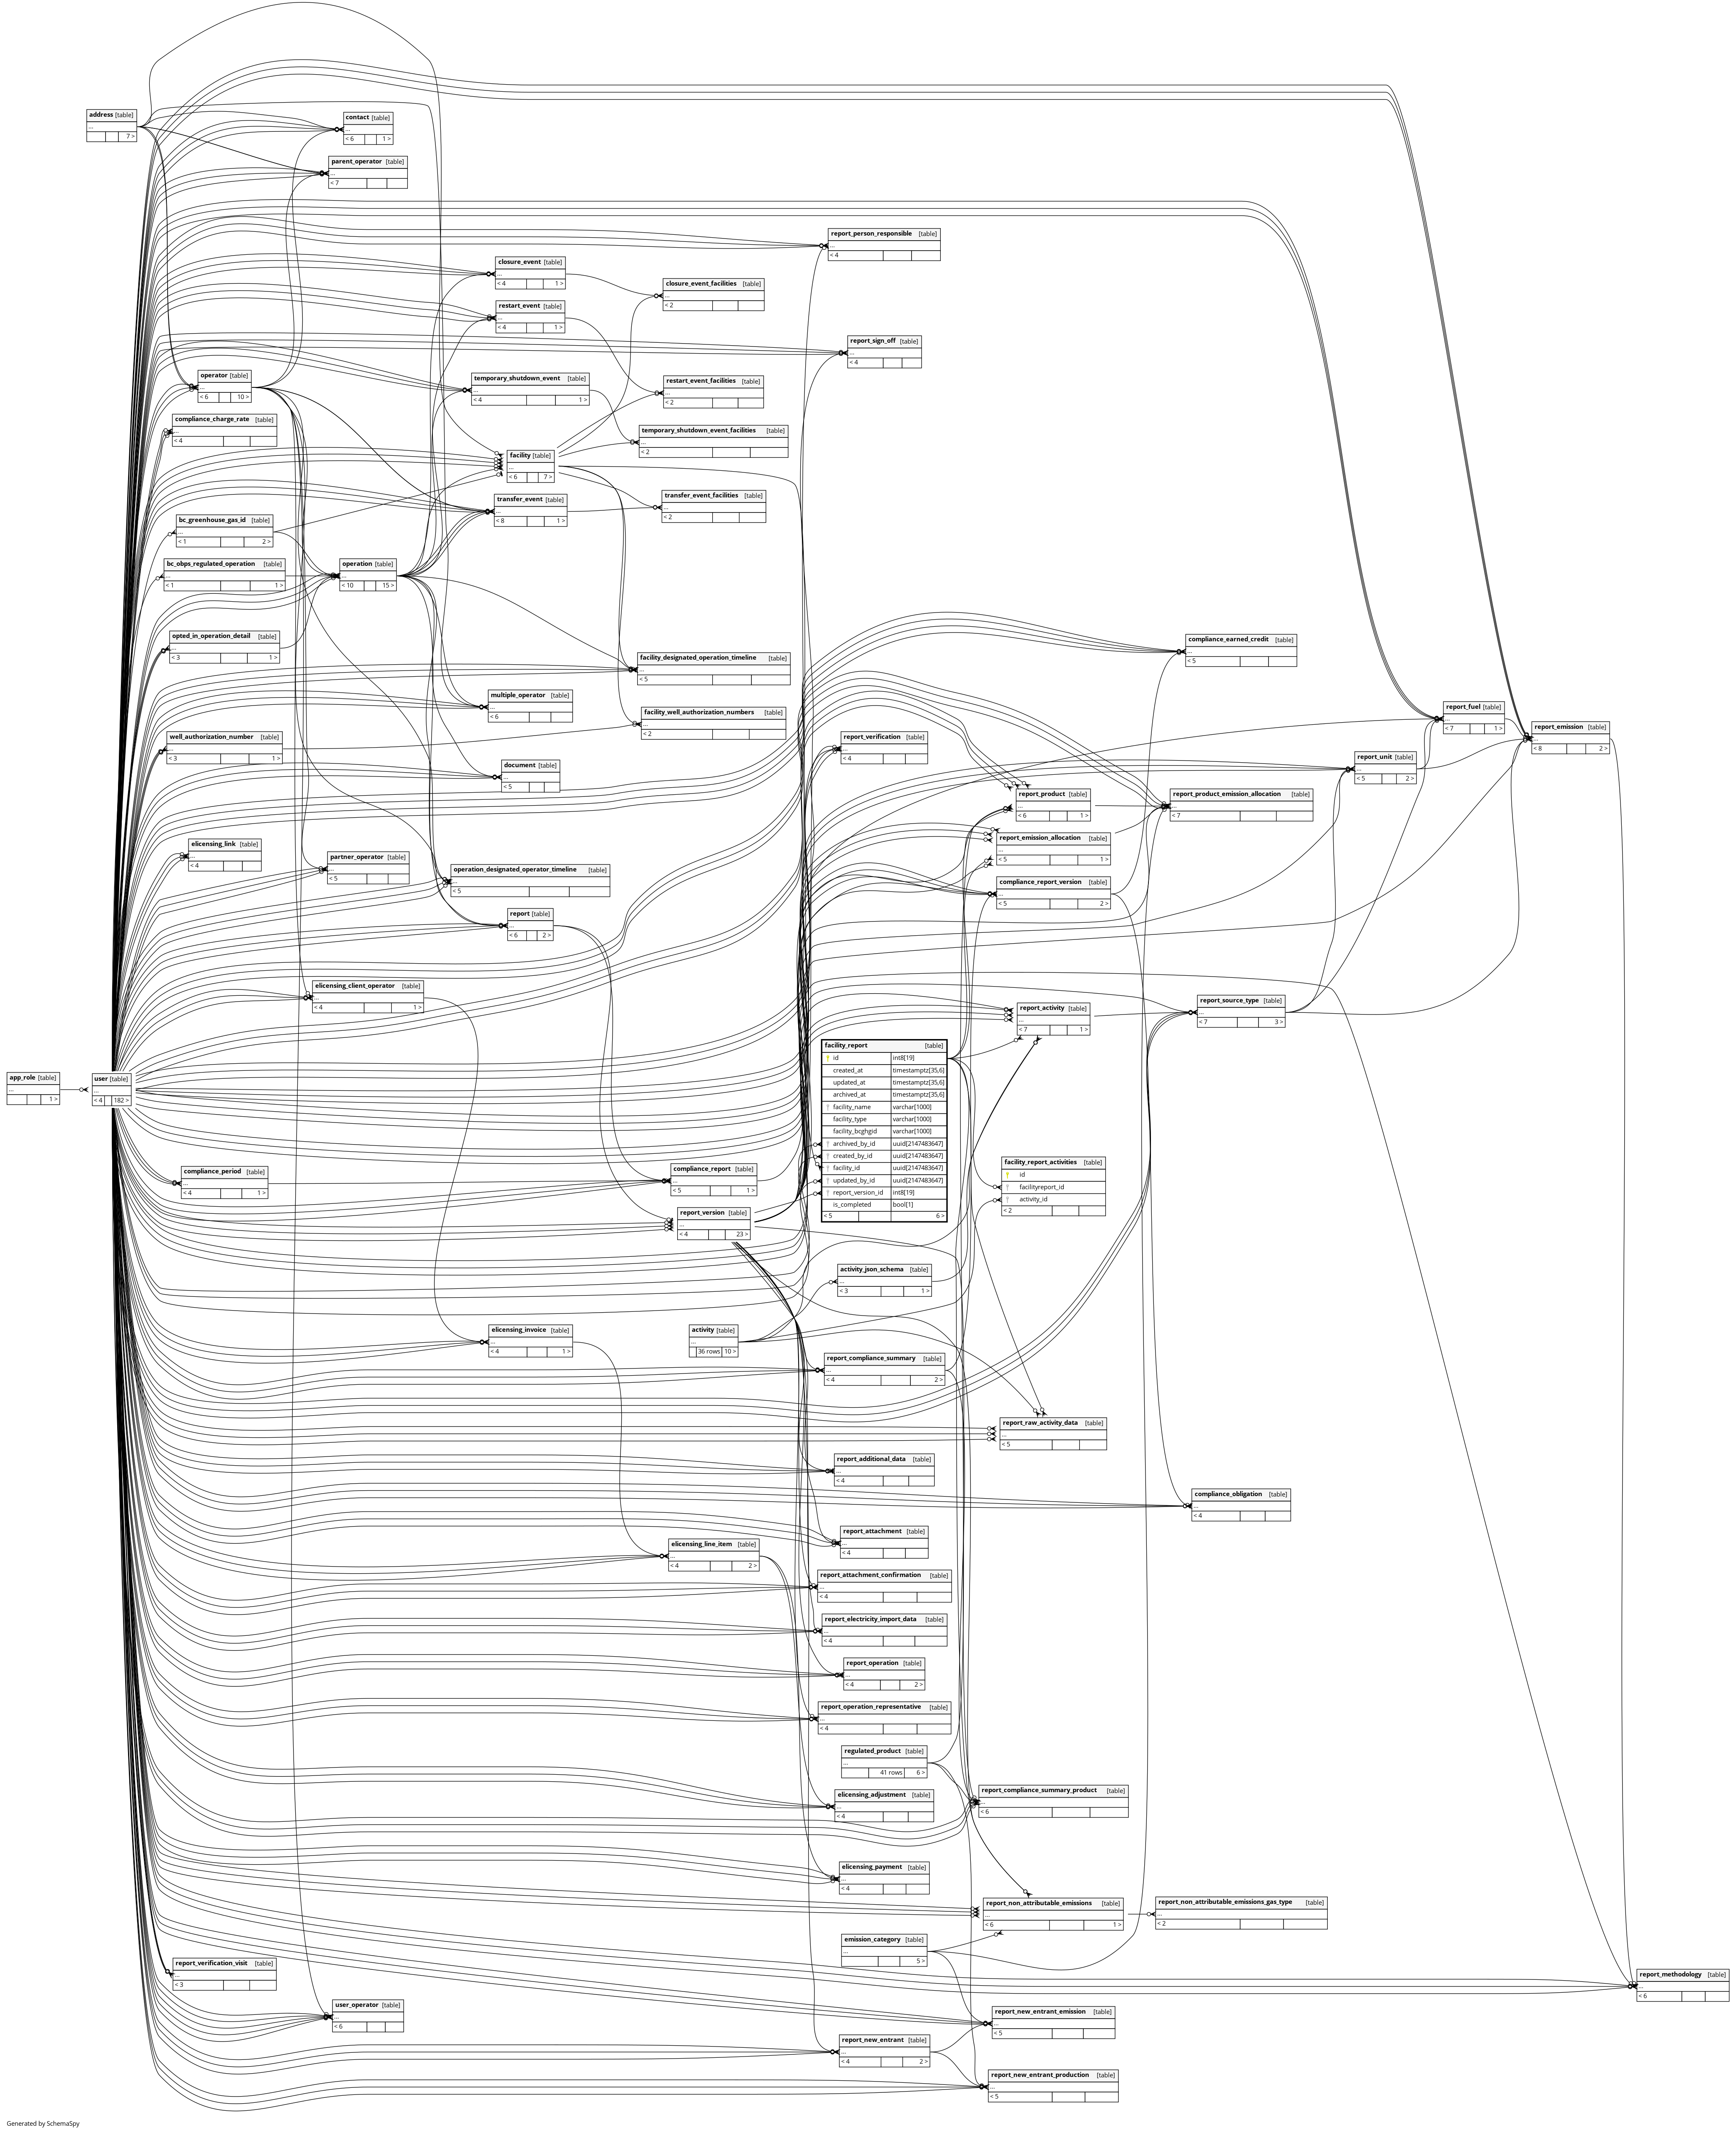 address [table]
...
7 >
contact [table]
...
< 6 1 >
parent_operator [table]
...
< 7
report_person_responsible [table]
...
< 4
closure_event [table]
...
< 4 1 >
closure_event_facilities [table]
...
< 2
restart_event [table]
...
< 4 1 >
report_sign_off [table]
...
< 4
operator [table]
...
< 6 10 >
temporary_shutdown_event [table]
...
< 4 1 >
restart_event_facilities [table]
...
< 2
compliance_charge_rate [table]
...
< 4
temporary_shutdown_event_facilities [table]
...
< 2
facility [table]
...
< 6 7 >
transfer_event [table]
...
< 8 1 >
transfer_event_facilities [table]
...
< 2
bc_greenhouse_gas_id [table]
...
< 1 2 >
bc_obps_regulated_operation [table]
...
< 1 1 >
operation [table]
...
< 10 15 >
opted_in_operation_detail [table]
...
< 3 1 >
compliance_earned_credit [table]
...
< 5
facility_designated_operation_timeline [table]
...
< 5
multiple_operator [table]
...
< 6
facility_well_authorization_numbers [table]
...
< 2
report_fuel [table]
...
< 7 1 >
report_emission [table]
...
< 8 2 >
well_authorization_number [table]
...
< 3 1 >
report_verification [table]
...
< 4
report_unit [table]
...
< 5 2 >
document [table]
...
< 5
report_product [table]
...
< 6 1 >
report_product_emission_allocation [table]
...
< 7
elicensing_link [table]
...
< 4
report_emission_allocation [table]
...
< 5 1 >
partner_operator [table]
...
< 5
operation_designated_operator_timeline [table]
...
< 5
compliance_report_version [table]
...
< 5 2 >
report [table]
...
< 6 2 >
elicensing_client_operator [table]
...
< 4 1 >
report_source_type [table]
...
< 7 3 >
report_activity [table]
...
< 7 1 >
app_role [table]
...
1 >
user [table]
...
< 4 182 >
facility_report [table]
id int8[19]
created_at timestamptz[35,6]
updated_at timestamptz[35,6]
archived_at timestamptz[35,6]
facility_name varchar[1000]
facility_type varchar[1000]
facility_bcghgid varchar[1000]
archived_by_id uuid[2147483647]
created_by_id uuid[2147483647]
facility_id uuid[2147483647]
updated_by_id uuid[2147483647]
report_version_id int8[19]
is_completed bool[1]
< 5 6 >
facility_report_activities [table]
id
facilityreport_id
activity_id
< 2
compliance_period [table]
...
< 4 1 >
compliance_report [table]
...
< 5 1 >
report_version [table]
...
< 4 23 >
activity_json_schema [table]
...
< 3 1 >
elicensing_invoice [table]
...
< 4 1 >
activity [table]
...
36 rows 10 >
report_compliance_summary [table]
...
< 4 2 >
report_raw_activity_data [table]
...
< 5
report_additional_data [table]
...
< 4
compliance_obligation [table]
...
< 4
report_attachment [table]
...
< 4
elicensing_line_item [table]
...
< 4 2 >
report_attachment_confirmation [table]
...
< 4
report_electricity_import_data [table]
...
< 4
report_operation [table]
...
< 4 2 >
report_operation_representative [table]
...
< 4
regulated_product [table]
...
41 rows 6 >
report_compliance_summary_product [table]
...
< 6
elicensing_adjustment [table]
...
< 4
elicensing_payment [table]
...
< 4
report_non_attributable_emissions [table]
...
< 6 1 >
report_non_attributable_emissions_gas_type [table]
...
< 2
emission_category [table]
...
5 >
report_verification_visit [table]
...
< 3
report_methodology [table]
...
< 6
user_operator [table]
...
< 6
report_new_entrant_emission [table]
...
< 5
report_new_entrant [table]
...
< 4 2 >
report_new_entrant_production [table]
...
< 5
Generated by SchemaSpy